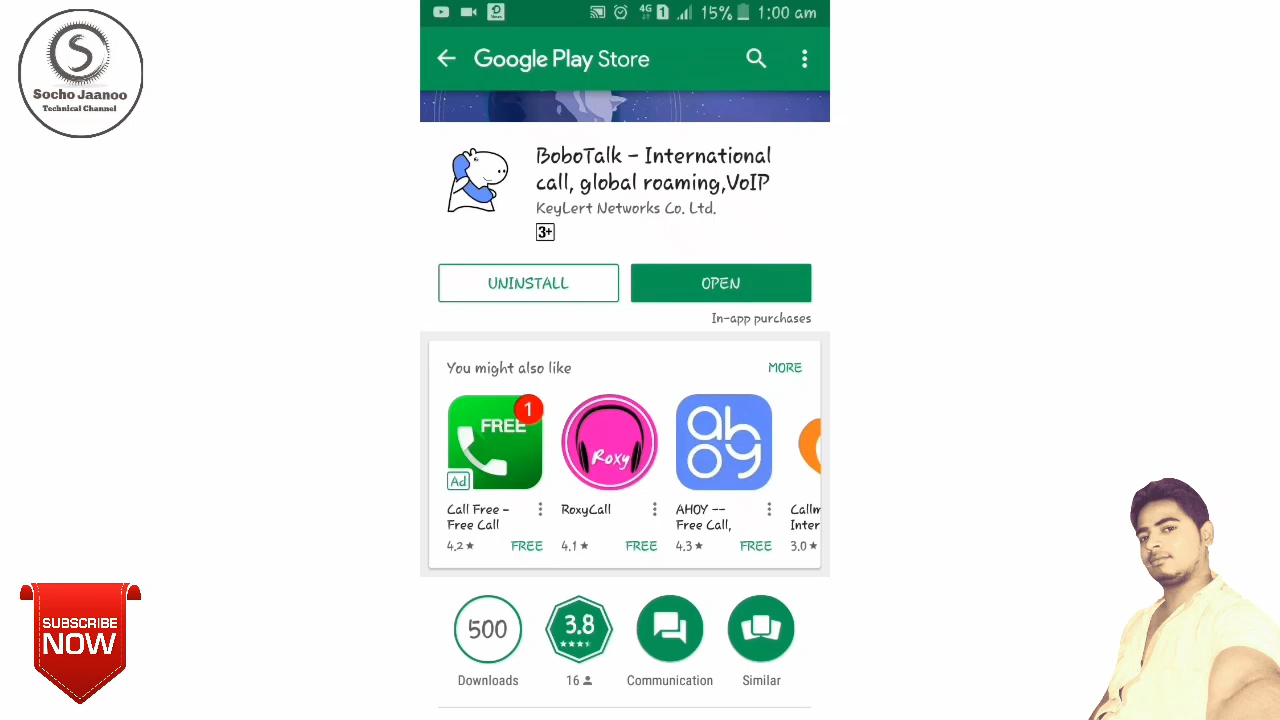 Socho Jaanoo
Technical Channel
4G 1 15% 1:00 am
Google Play Store
BoboTalk - International
call, global roaming,VoIP
KeyLert Networks Co. Ltd.
3+
UNINSTALL OPEN
In-app purchases
You might also like MORE
1
FREE
Ad
Roxy
ahoy
Call Free -
Free Call
4.2★ FREE
RoxyCall
4.1★ FREE
AHOY --
Free Call,
4.3★ FREE
Callm
Inter
3.0★
500
Downloads
3.8
16
Communication
Similar
SUBSCRIBE
NOW